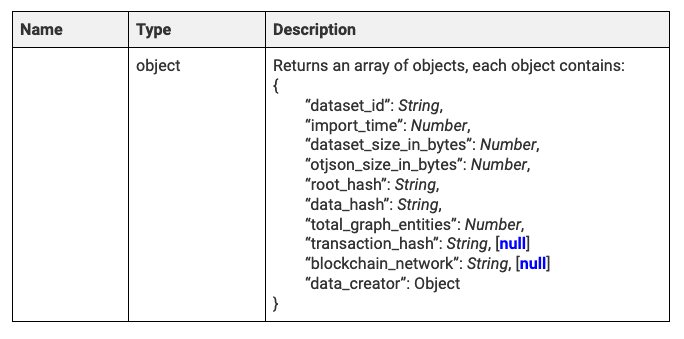 Name Type Description
object Returns an array of objects, each object contains:
{
“dataset_id”: String,
“import_time”: Number,
“dataset_size_in_bytes”: Number,
“otjson_size_in_bytes”: Number,
“root_hash”: String,
“data_hash”: String,
“total_graph_entities”: Number,
“transaction_hash”: String, [null]
“blockchain_network”: String, [null]
“data_creator”: Object
}